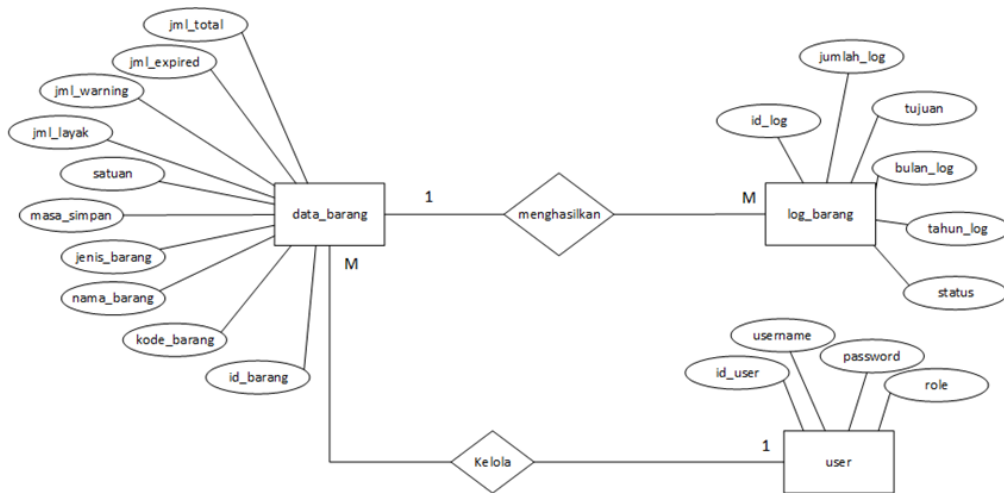 jml_total
jml_expired
jml_warning
jml_layak
satuan
masa_simpan
jenis_barang
nama_barang
kode_barang
id_barang
data_barang
1
menghasilkan
M
log_barang
jumlah_log
id_log
tujuan
bulan_log
tahun_log
status
M
Kelola
1
user
username
password
id_user
role